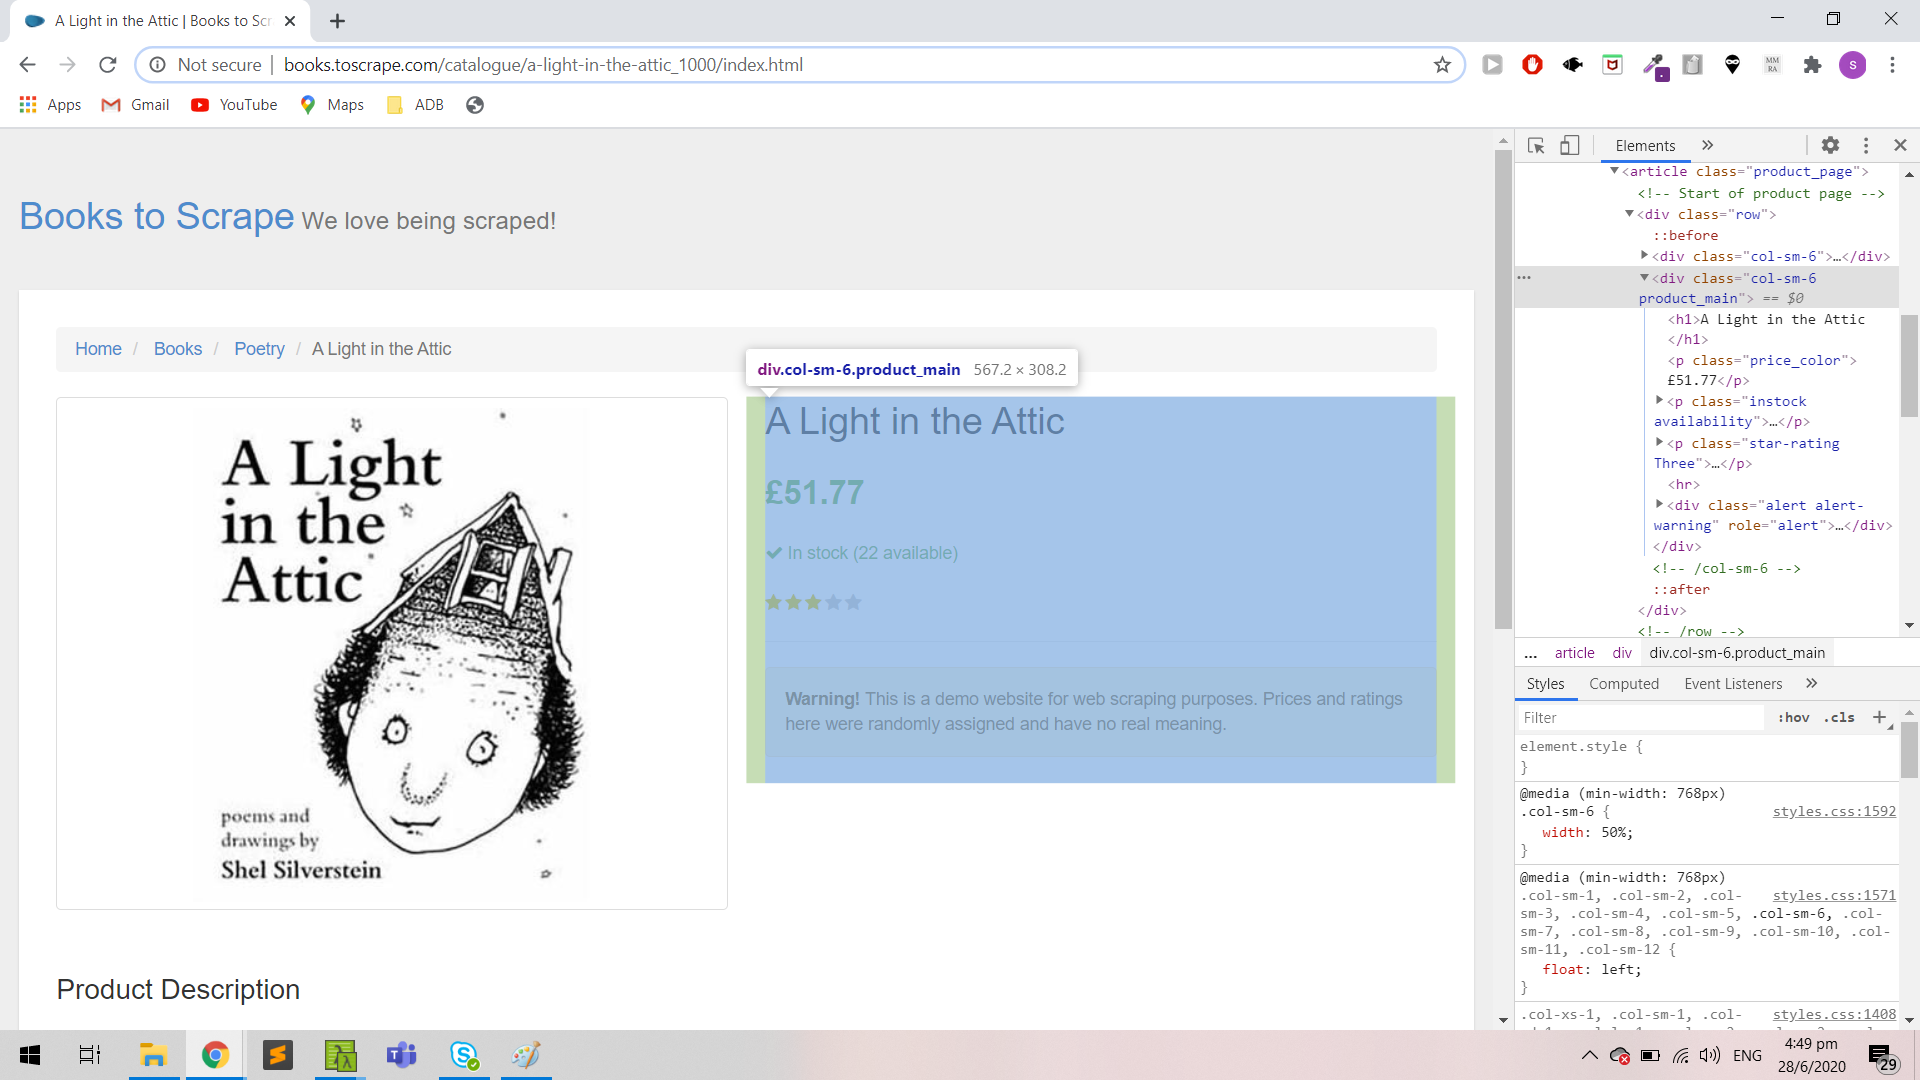 A Light in the Attic | Books to Scr
Not secure | books.toscrape.com/catalogue/a-light-in-the-attic_1000/index.html
MM
RA
S
Apps Gmail YouTube Maps ADB
Books to Scrape We love being scraped!
Home / Books / Poetry / A Light in the Attic
div.col-sm-6.product_main 567.2 × 308.2
A Light
in the
Attic
poems and
drawings by
Shel Silverstein
A Light in the Attic
£51.77
In stock (22 available)
Warning! This is a demo website for web scraping purposes. Prices and ratings
here were randomly assigned and have no real meaning.
Product Description
Elements
<article class="product_page">
<!-- Start of product page -->
<div class="row">
::before
<div class="col-sm-6">…</div>
<div class="col-sm-6
product_main"> == $0
<h1>A Light in the Attic
</h1>
<p class="price_color">
£51.77</p>
<p class="instock
availability">…</p>
<p class="star-rating
Three">…</p>
<hr>
<div class="alert alert-
warning" role="alert">…</div>
</div>
<!-- /col-sm-6 -->
::after
</div>
<!-- /row -->
... article div div.col-sm-6.product_main
Styles Computed Event Listeners
Filter :hov .cls
element.style {
}
@media (min-width: 768px)
.col-sm-6 { styles.css:1592
width: 50%;
}
@media (min-width: 768px)
.col-sm-1, .col-sm-2, .col- styles.css:1571
sm-3, .col-sm-4, .col-sm-5, .col-sm-6, .col-
sm-7, .col-sm-8, .col-sm-9, .col-sm-10, .col-
sm-11, .col-sm-12 {
float: left;
}
.col-xs-1, .col-sm-1, .col- styles.css:1408
ENG
4:49 pm
28/6/2020
29